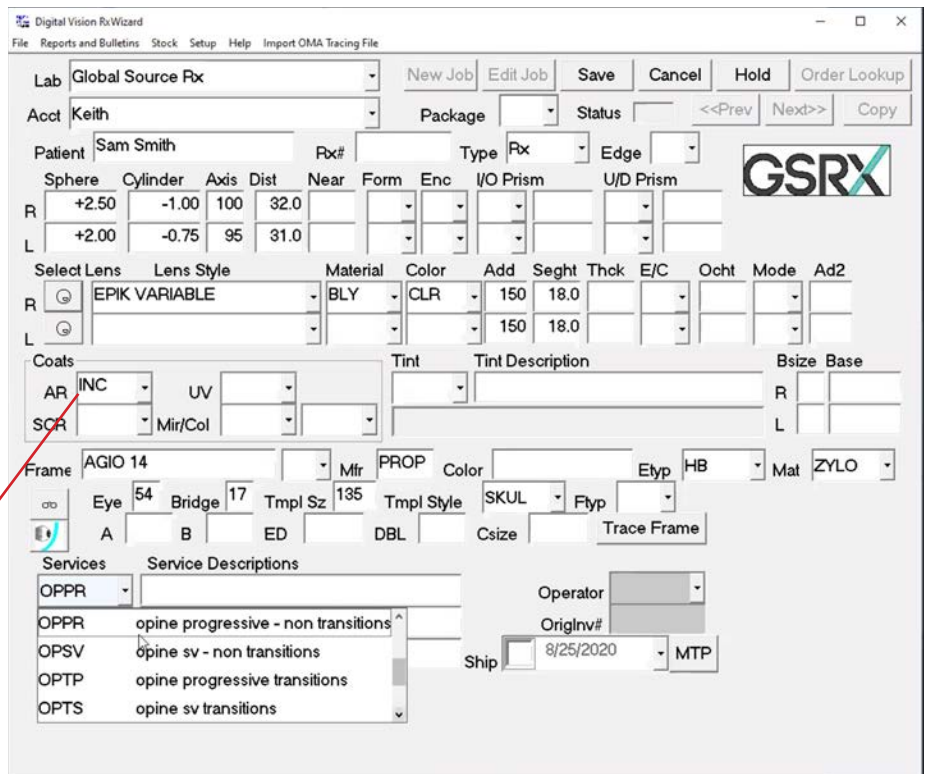 Digital Vision RxWizard
File Reports and Bulletins Stock Setup Help Import OMA Tracing File
Lab Global Source Rx New Job Edit Job Save Cancel Hold Order Lookup
Acct Keith Package Status <<Prev Next>> Copy
Patient Sam Smith Rx# Type Rx Edge
GSRX
Sphere Cylinder Axis Dist Near Form Enc I/O Prism U/D Prism
R +2.50 -1.00 100 32.0
L +2.00 -0.75 95 31.0
Select Lens Lens Style Material Color Add Seght Thck E/C Ocht Mode Ad2
R EPIK VARIABLE BLY CLR 150 18.0
L 150 18.0
Coats Tint Tint Description Bsize Base
AR INC UV R
SCR Mir/Col L
Frame AGIO 14 Mfr PROP Color Etyp HB Mat ZYLO
Eye 54 Bridge 17 Tmpl Sz 135 Tmpl Style SKUL Ftyp
A B ED DBL Csize Trace Frame
Services Service Descriptions
OPPR Operator
OPPR opine progressive - non transitions OrigInv#
OPSV opine sv - non transitions Ship 8/25/2020 MTP
OPTP opine progressive transitions
OPTS opine sv transitions